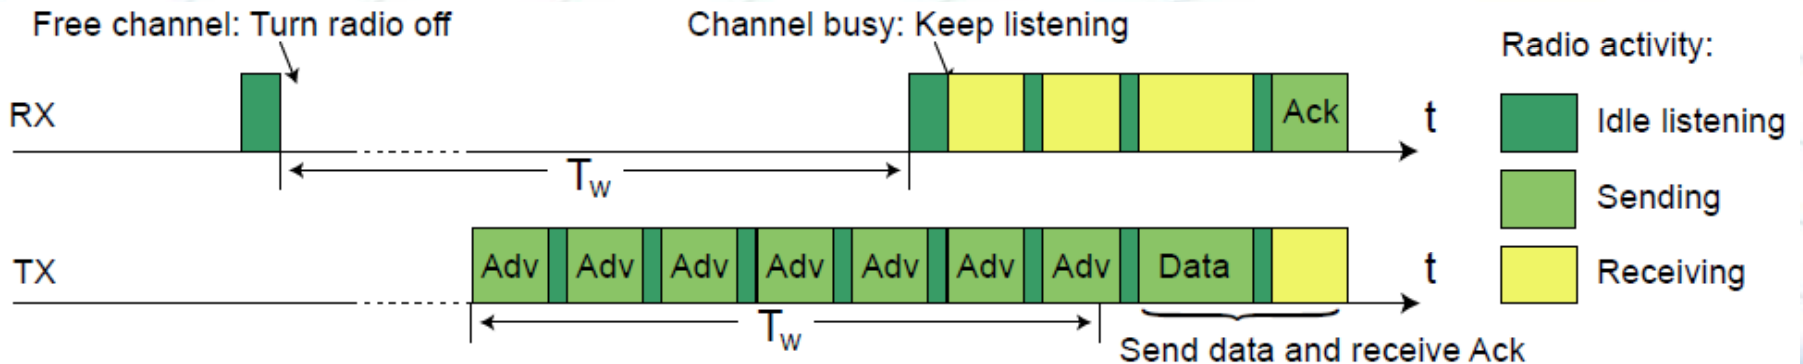 Free channel: Turn radio off
Channel busy: Keep listening
Radio activity:
RX
Ack
t
Idle listening
Tw
Sending
TX
Adv Adv Adv Adv Adv Adv Adv Data
t
Receiving
Tw
Send data and receive Ack